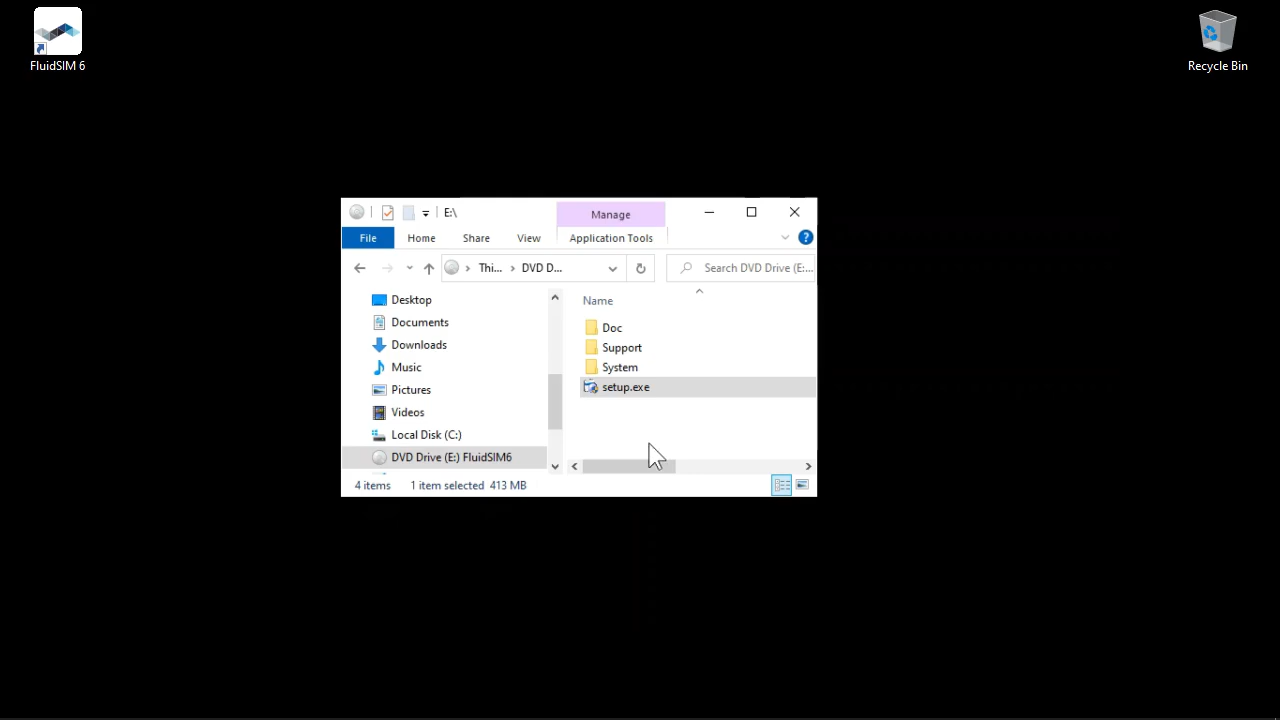 FluidSIM 6
Recycle Bin
E:\
Manage
File
Home
Share
View
Application Tools
Thi...
DVD D...
Search DVD Drive (E:...
Desktop
Documents
Downloads
Music
Pictures
Videos
Local Disk (C:)
DVD Drive (E:) FluidSIM6
Name
Doc
Support
System
setup.exe
4 items
1 item selected 413 MB